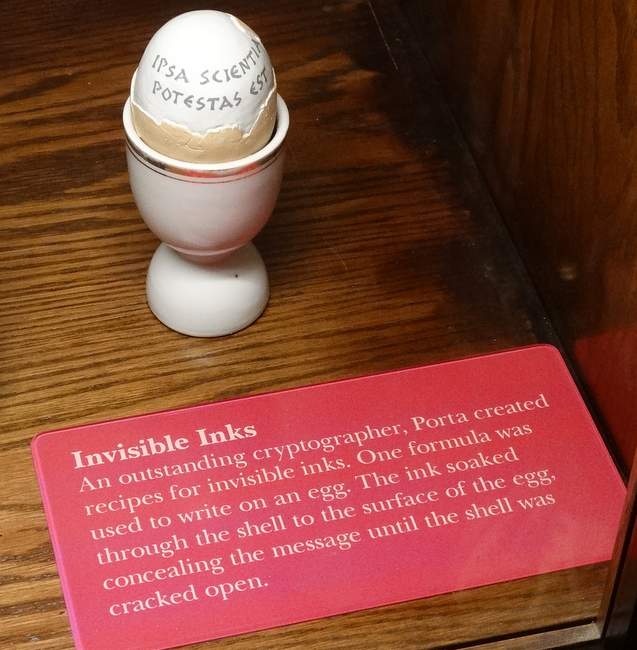 IPSA SCIENTIA
POTESTAS EST
Invisible Inks
An outstanding cryptographer, Porta created
recipes for invisible inks. One formula was
used to write on an egg. The ink soaked
through the shell to the surface of the egg,
concealing the message until the shell was
cracked open.